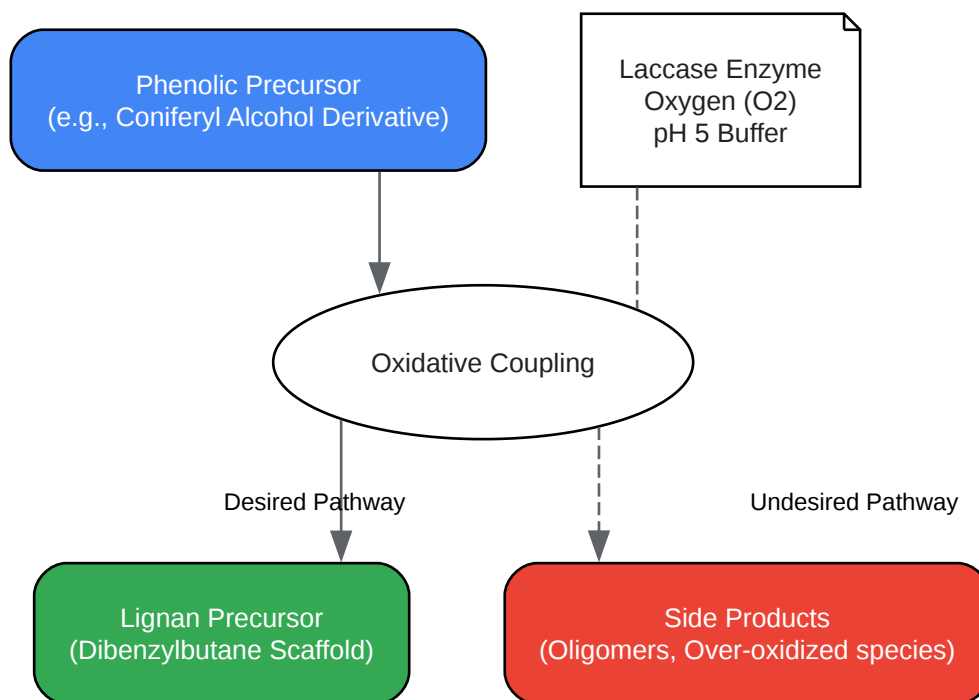 Phenolic Precursor
(e.g., Coniferyl Alcohol Derivative)
Laccase Enzyme
Oxygen (O2)
pH 5 Buffer
Oxidative Coupling
Desired Pathway
Undesired Pathway
Lignan Precursor
(Dibenzylbutane Scaffold)
Side Products
(Oligomers, Over-oxidized species)